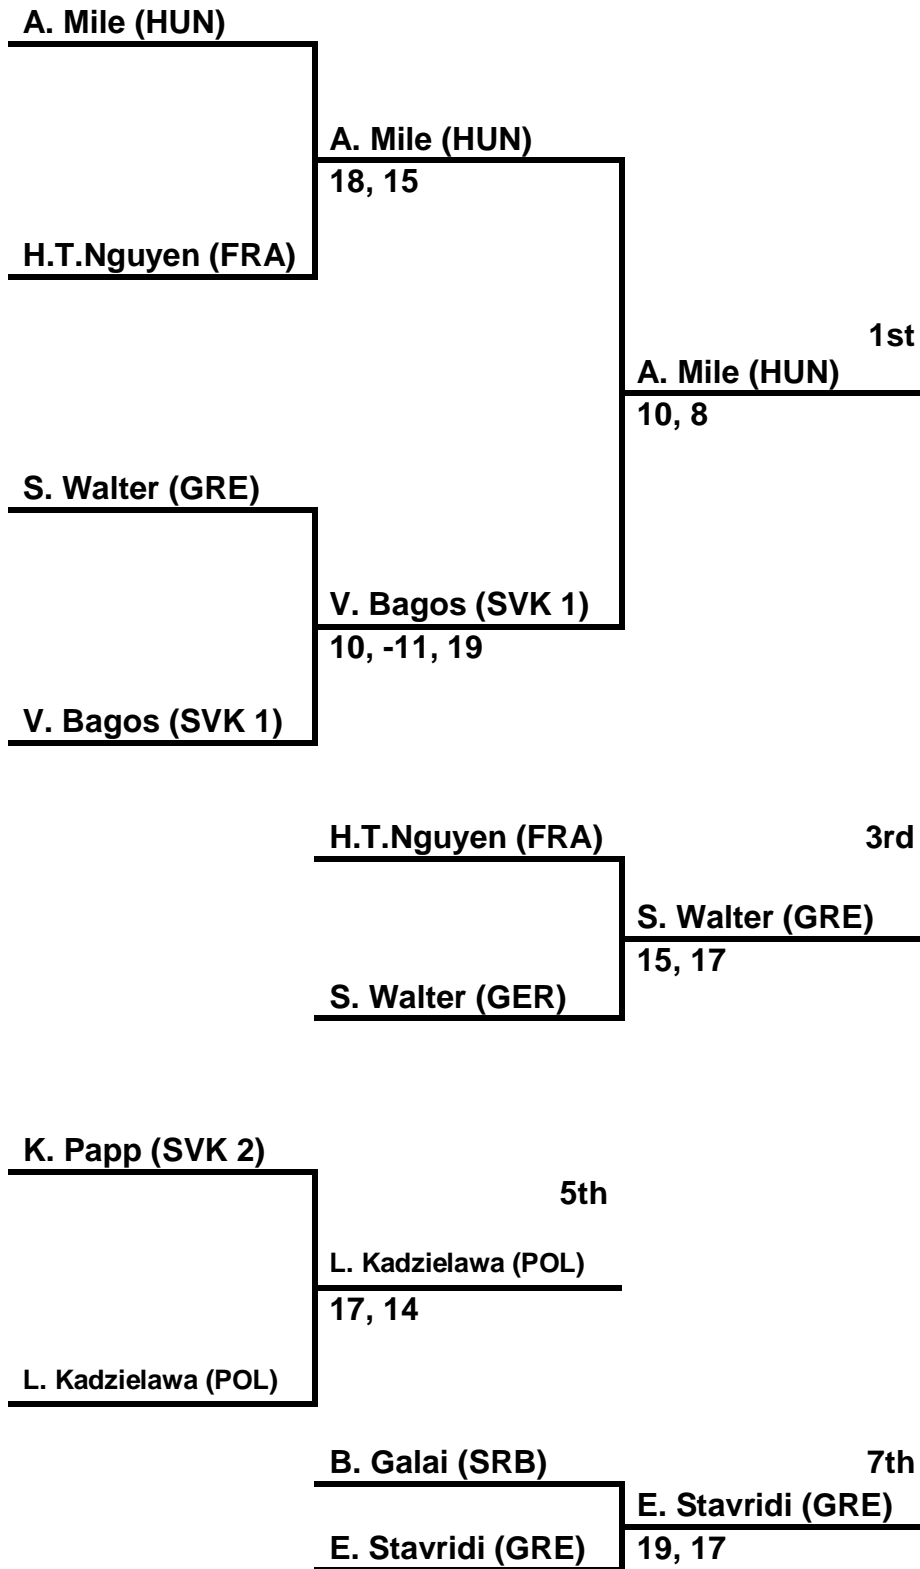 A. Mile (HUN)
A. Mile (HUN)
18, 15
H.T.Nguyen (FRA)
1st
A. Mile (HUN)
10, 8
S. Walter (GRE)
V. Bagos (SVK 1)
10, -11, 19
V. Bagos (SVK 1)
H.T.Nguyen (FRA)
3rd
S. Walter (GRE)
15, 17
S. Walter (GER)
K. Papp (SVK 2)
5th
L. Kadzielawa (POL)
17, 14
L. Kadzielawa (POL)
B. Galai (SRB)
7th
E. Stavridi (GRE)
E. Stavridi (GRE)
19, 17